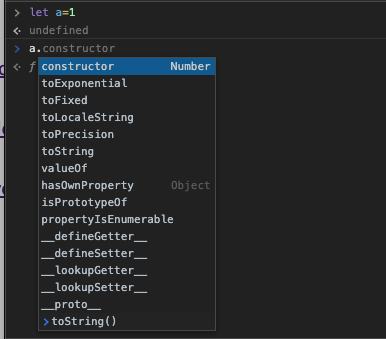 > let a=1
<· undefined
> a.constructor
<· f
constructor Number
toExponential
toFixed
toLocaleString
toPrecision
toString
valueOf
hasOwnProperty Object
isPrototypeOf
propertyIsEnumerable
__defineGetter__
__defineSetter__
__lookupGetter__
__lookupSetter__
__proto__
>toString()